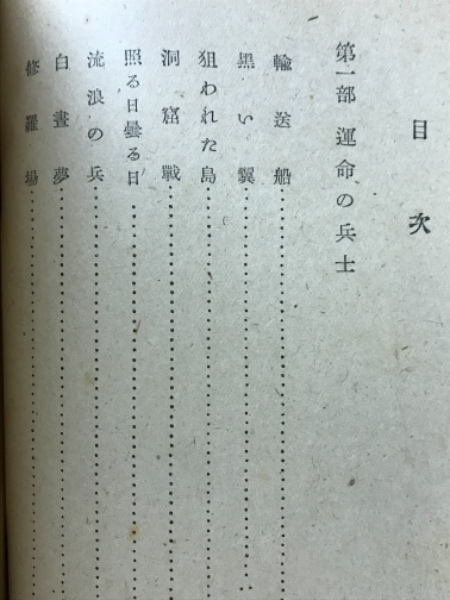 目次
第一部 運命の兵士
輸送船
黒い翼
狙われた島
洞窟戰
照る日曇る日
流浪の兵
白晝夢
修羅場